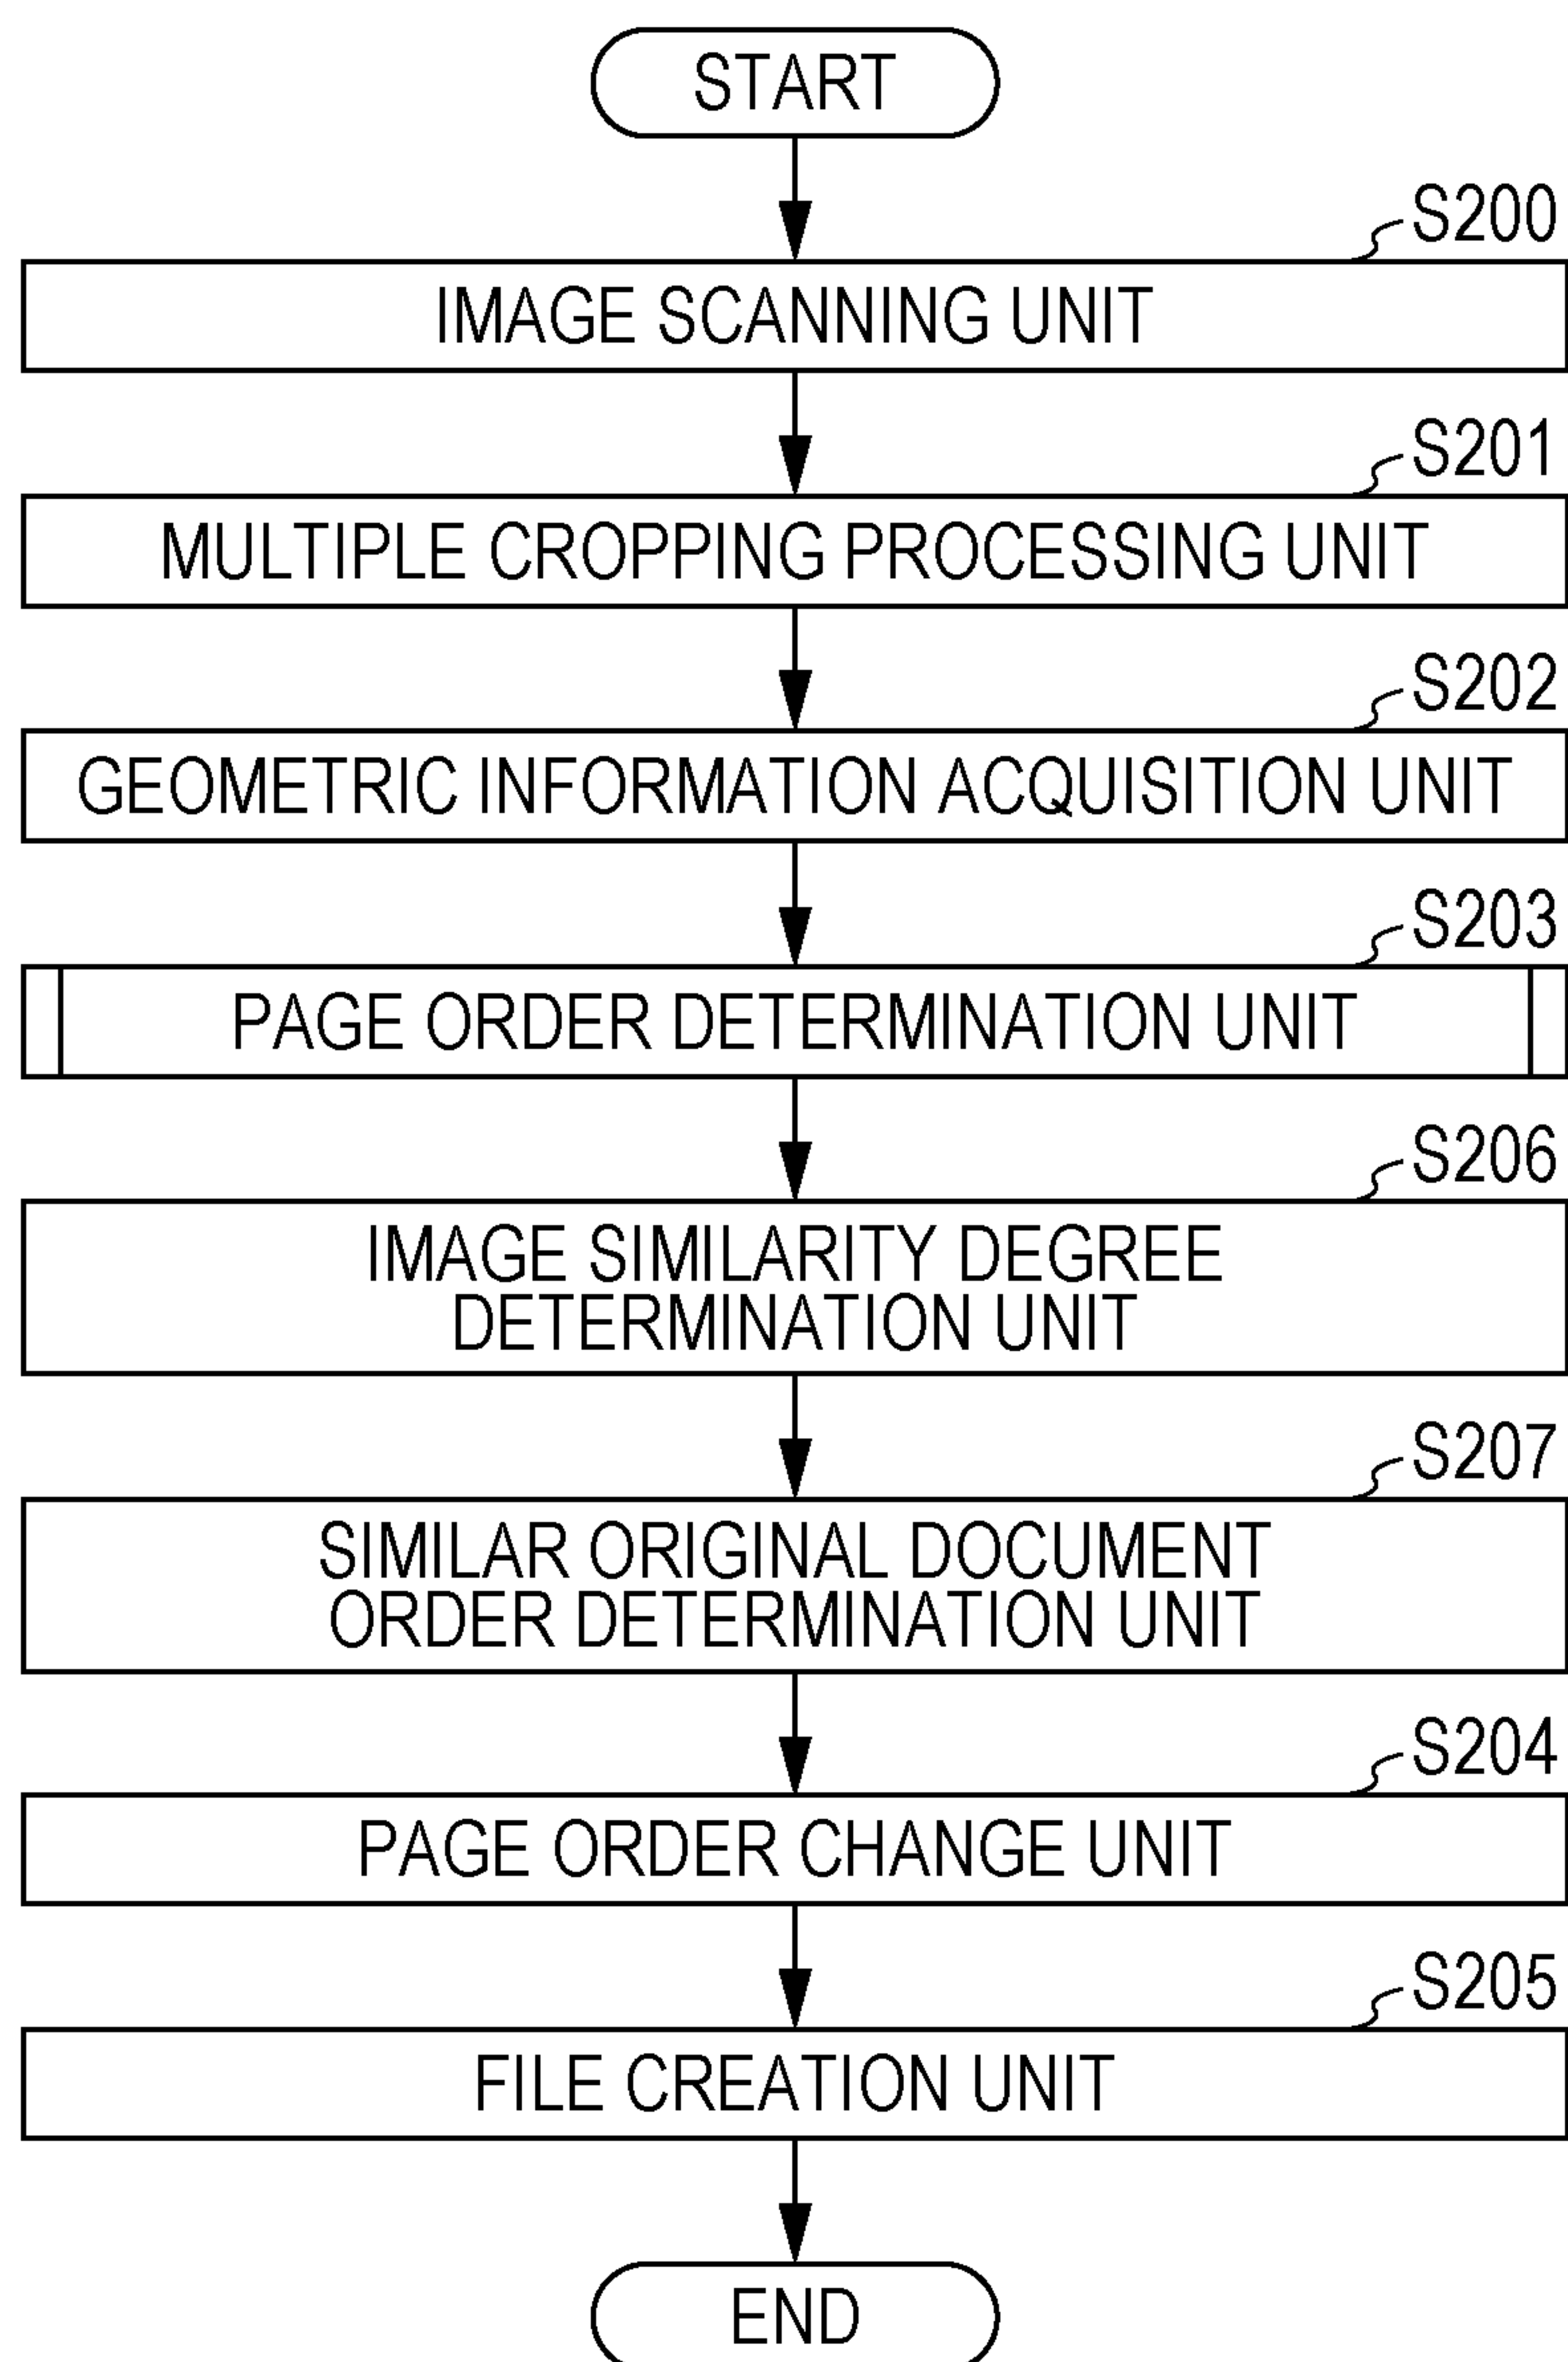 START
S200
IMAGE SCANNING UNIT
S201
MULTIPLE CROPPING PROCESSING UNIT
S202
GEOMETRIC INFORMATION ACQUISITION UNIT
S203
PAGE ORDER DETERMINATION UNIT
S206
IMAGE SIMILARITY DEGREE
DETERMINATION UNIT
S207
SIMILAR ORIGINAL DOCUMENT
ORDER DETERMINATION UNIT
S204
PAGE ORDER CHANGE UNIT
S205
FILE CREATION UNIT
END